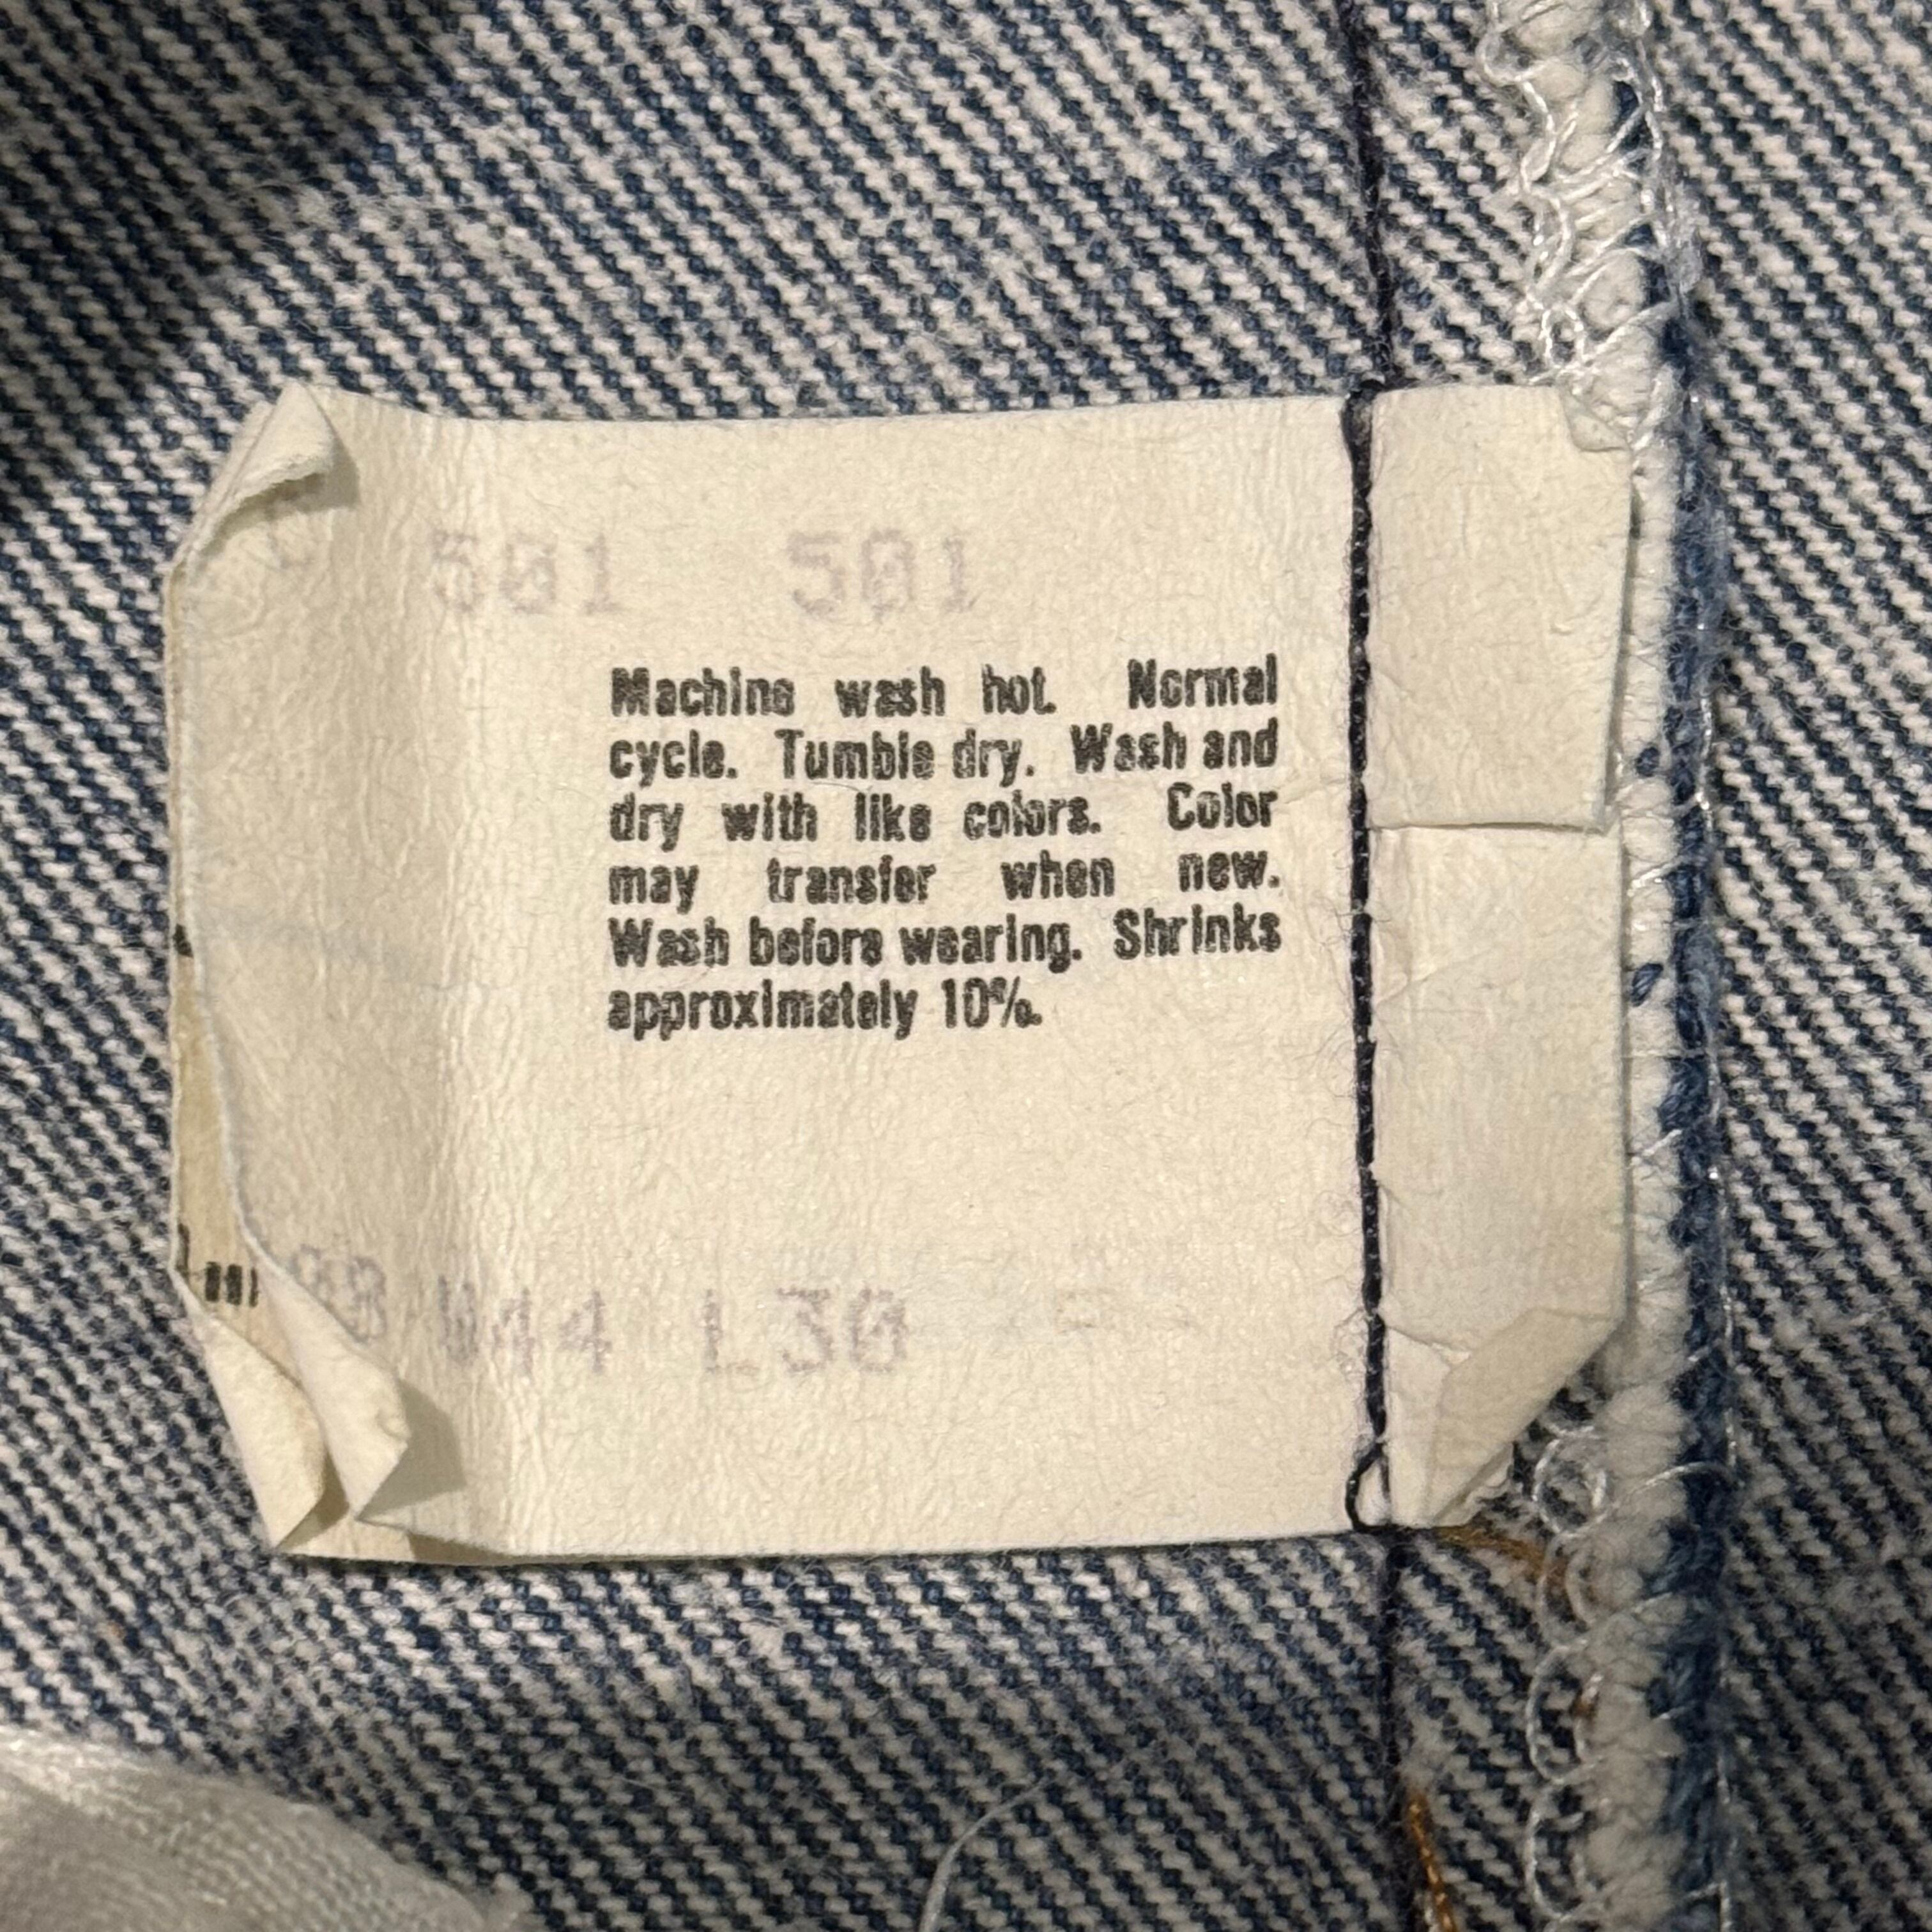 501 501
Machine wash hot. Normal
cycle. Tumble dry. Wash and
dry with like colors. Color
may transfer when new.
Wash before wearing. Shrinks
approximately 10%.
W44 L30